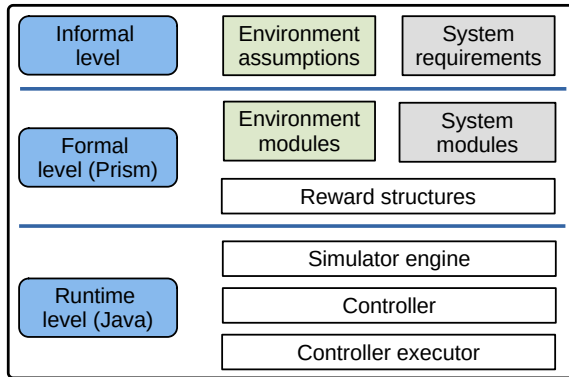 Informal
level
Environment
assumptions
System
requirements
Formal
level (Prism)
Environment
modules
System
modules
Reward structures
Runtime
level (Java)
Simulator engine
Controller
Controller executor